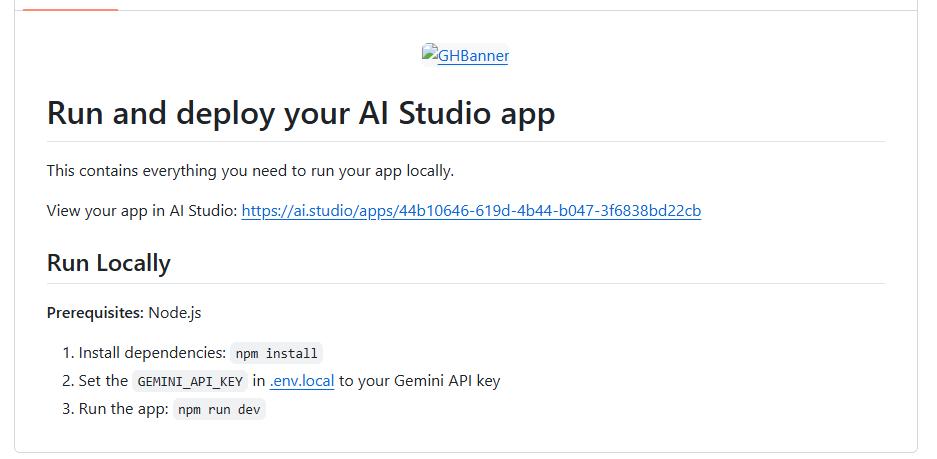 GHBanner
Run and deploy your AI Studio app
This contains everything you need to run your app locally.
View your app in AI Studio: https://ai.studio/apps/44b10646-619d-4b44-b047-3f6838bd22cb
Run Locally
Prerequisites: Node.js
1. Install dependencies: npm install
2. Set the GEMINI_API_KEY in .env.local to your Gemini API key
3. Run the app: npm run dev